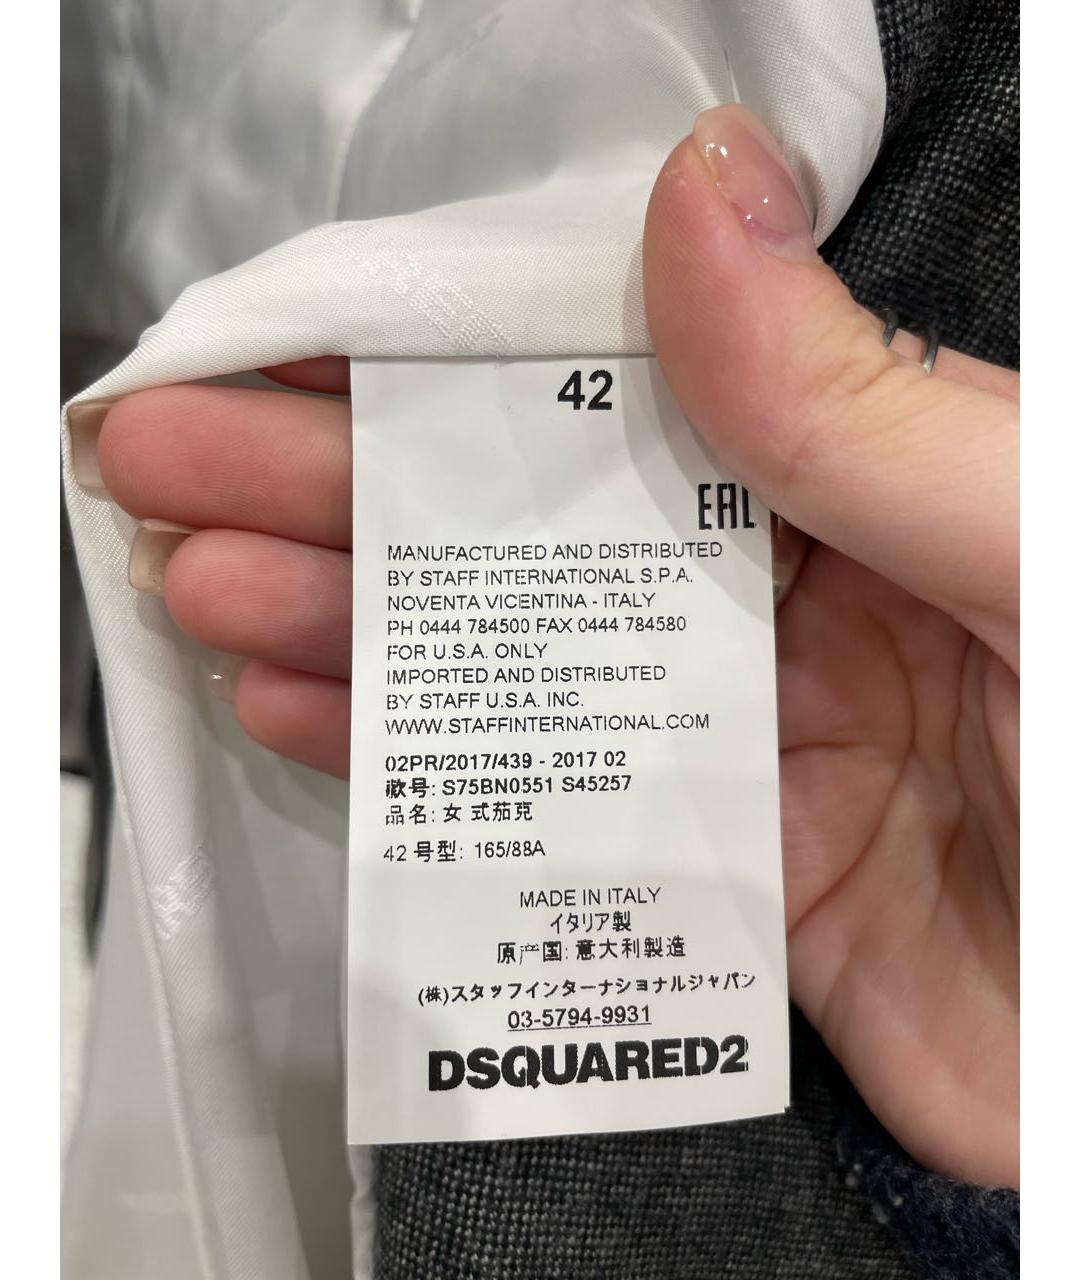 42
EAC
MANUFACTURED AND DISTRIBUTED
BY STAFF INTERNATIONAL S.P.A.
NOVENTA VICENTINA - ITALY
PH 0444 784500 FAX 0444 784580
FOR U.S.A. ONLY
IMPORTED AND DISTRIBUTED
BY STAFF U.S.A. INC.
WWW.STAFFINTERNATIONAL.COM
02PR/2017/439 - 2017 02
款号: S75BN0551 S45257
品名: 女 式茄克
42 号型: 165/88A
MADE IN ITALY
イタリア製
原产国: 意大利製造
(株)スタッフインターナショナルジャパン
03-5794-9931
DSQUARED2